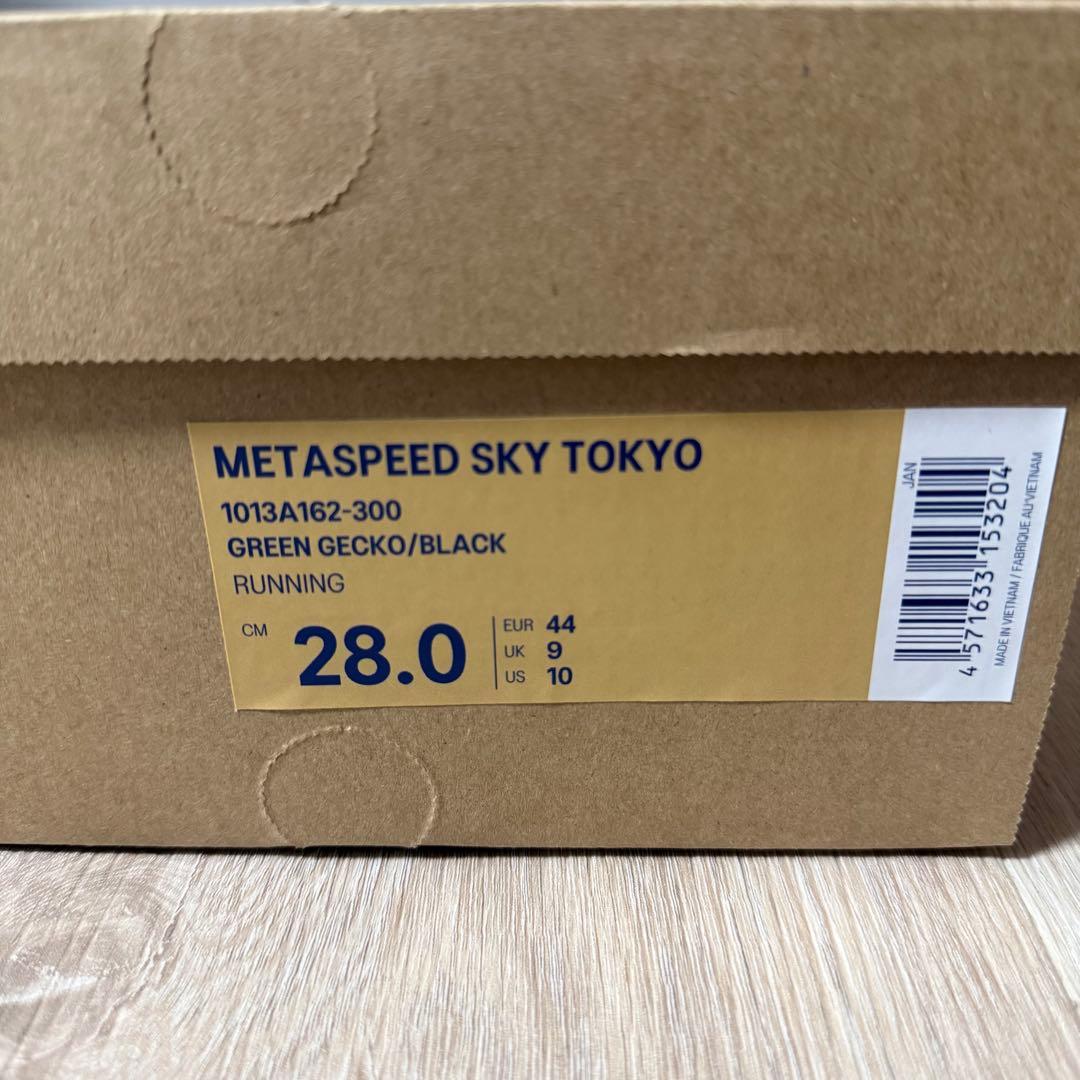 METASPEED SKY TOKYO
1013A162-300
GREEN GECKO/BLACK
RUNNING
CM 28.0
EUR 44
UK 9
US 10
JAN
4 571633 153204
MADE IN VIETNAM / FABRIQUE AU VIETNAM